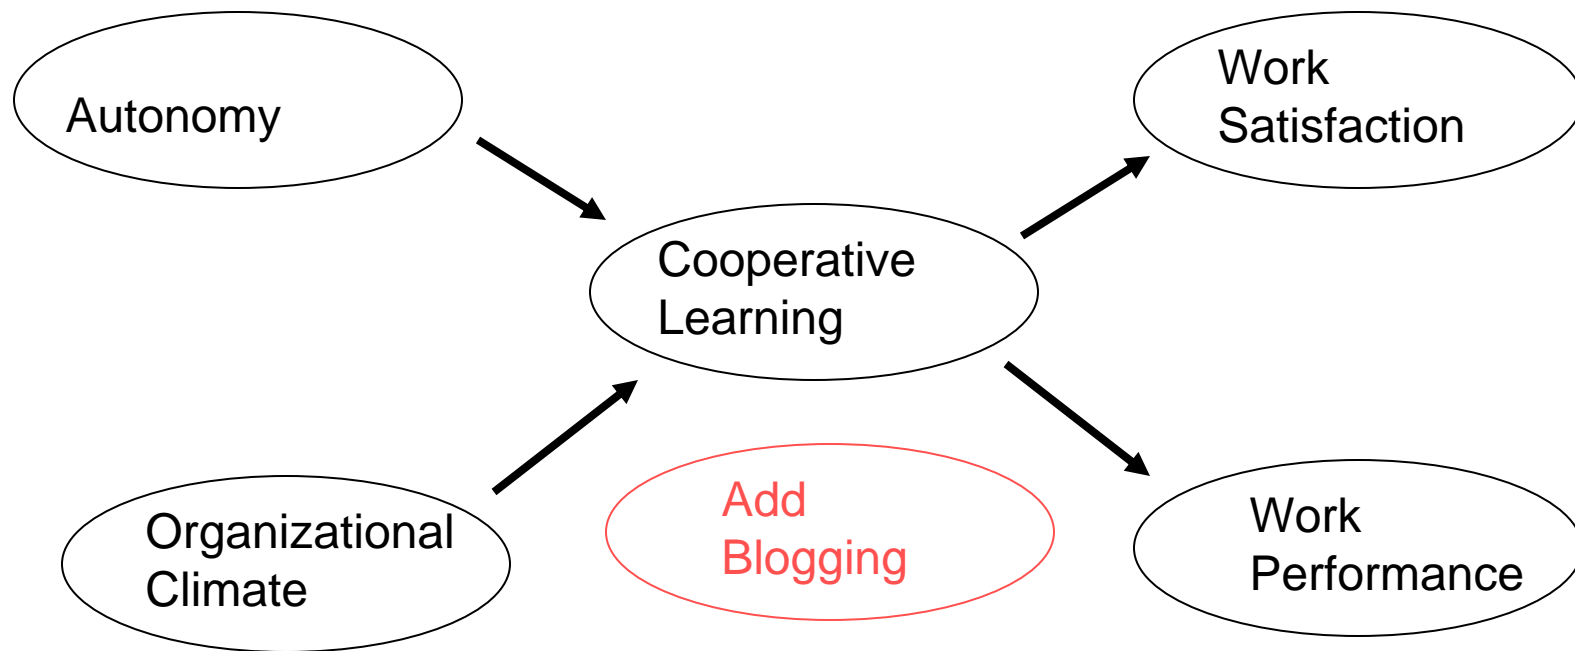 Autonomy
Work
Satisfaction
Cooperative
Learning
Organizational
Climate
Add
Blogging
Work
Performance